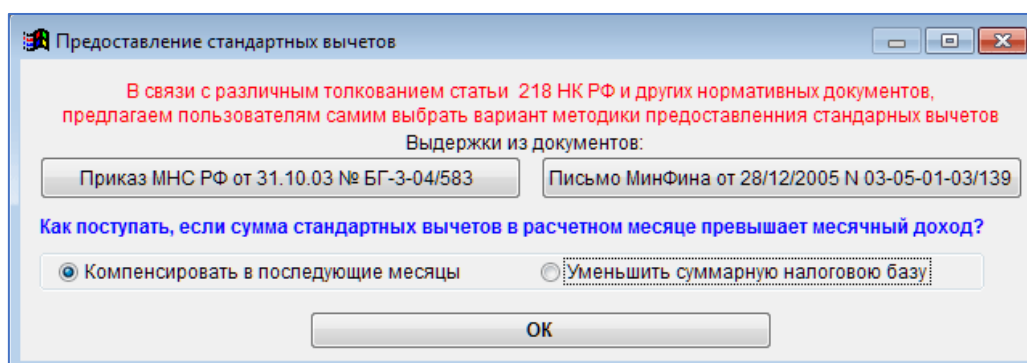 Предоставление стандартных вычетов
В связи с различным толкованием статьи 218 НК РФ и других нормативных документов,
предлагаем пользователям самим выбрать вариант методики предоставленния стандарных вычетов
Выдержки из документов:
Приказ МНС РФ от 31.10.03 № БГ-3-04/583
Письмо МинФина от 28/12/2005 N 03-05-01-03/139
Как поступать, если сумма стандартных вычетов в расчетном месяце превышает месячный доход?
Компенсировать в последующие месяцы
Уменьшить суммарную налоговою базу
ОК